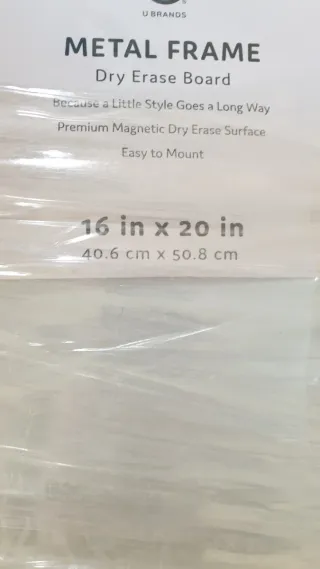 U BRANDS
METAL FRAME
Dry Erase Board
Because a Little Style Goes a Long Way
Premium Magnetic Dry Erase Surface
Easy to Mount
16 in x 20 in
40.6 cm x 50.8 cm